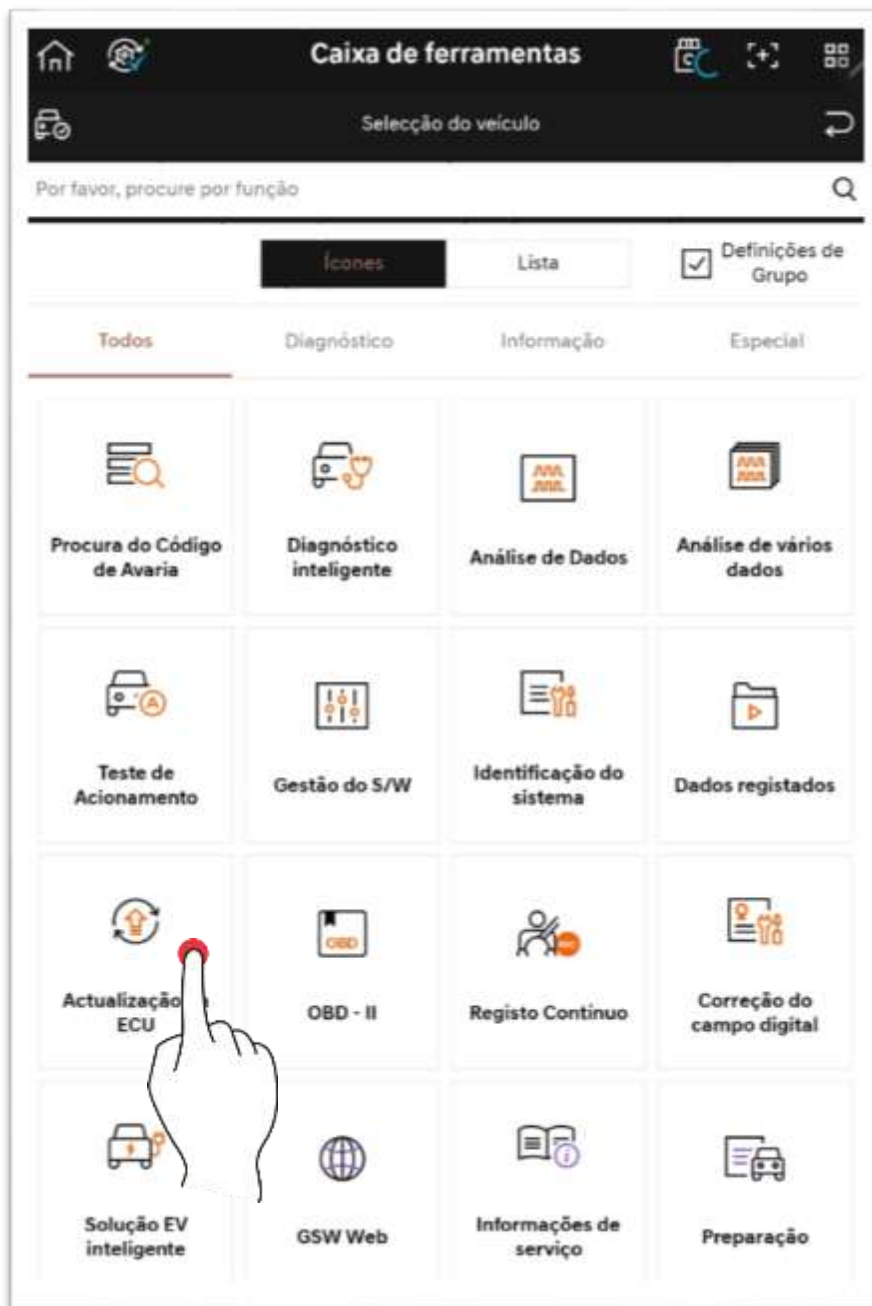 Caixa de ferramentas
Selecção do veículo
Por favor, procure por função
Ícones
Lista
Definições de
Grupo
Todos
Diagnóstico
Informação
Especial
Procura do Código
de Avaria
Diagnóstico
inteligente
Análise de Dados
Análise de vários
dados
Teste de
Acionamento
Gestão do S/W
Identificação do
sistema
Dados registados
Actualização
ECU
OBD
OBD - II
Registo Contínuo
Correção do
campo digital
Solução EV
inteligente
GSW Web
Informações de
serviço
Preparação